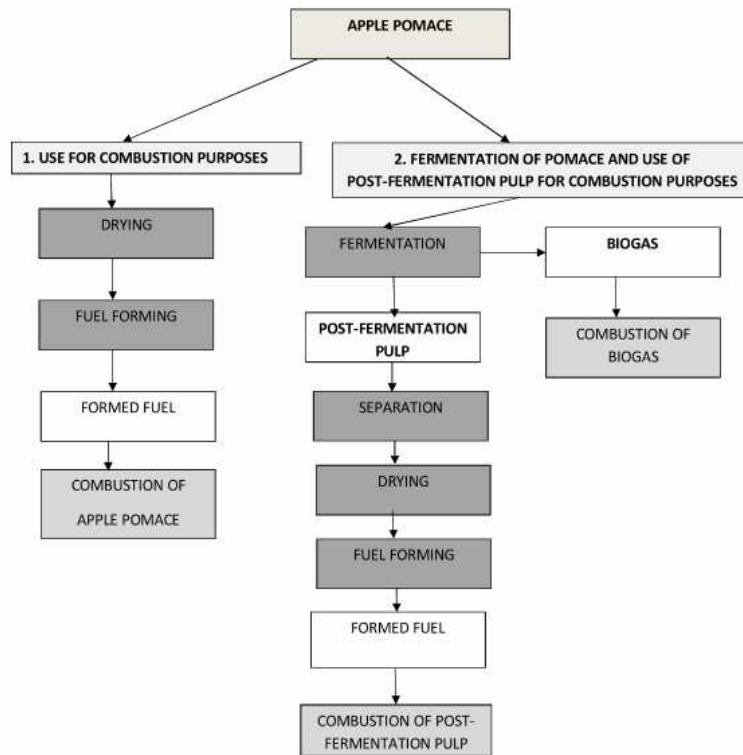 APPLE POMACE
1. USE FOR COMBUSTION PURPOSES
2. FERMENTATION OF POMACE AND USE OF
POST-FERMENTATION PULP FOR COMBUSTION PURPOSES
DRYING
FERMENTATION
BIOGAS
FUEL FORMING
POST-FERMENTATION
PULP
COMBUSTION OF
BIOGAS
FORMED FUEL
SEPARATION
COMBUSTION OF
APPLE POMACE
DRYING
FUEL FORMING
FORMED FUEL
COMBUSTION OF POST-
FERMENTATION PULP